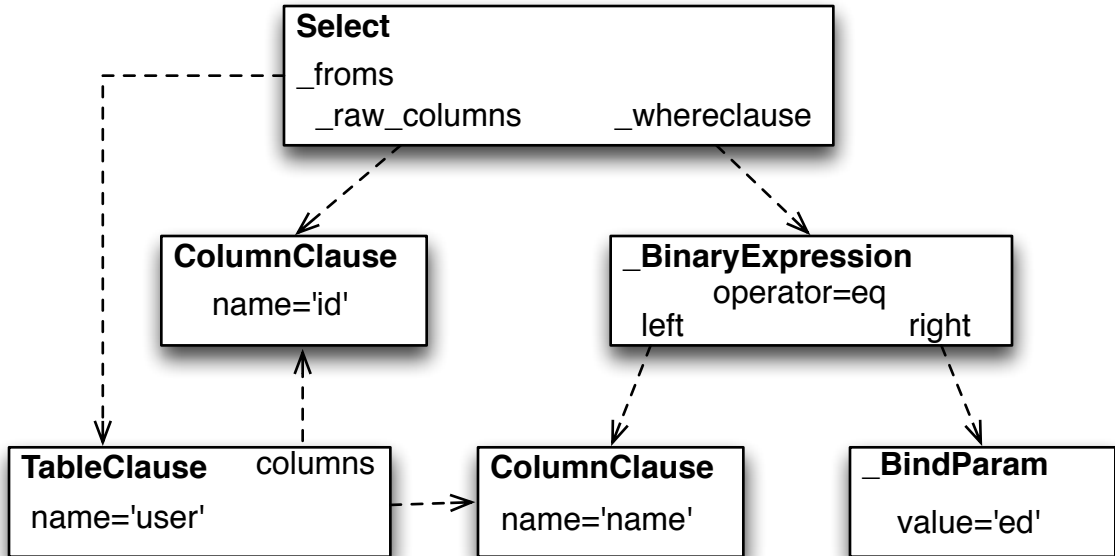 Select
_froms
_raw_columns _whereclause
ColumnClause
name='id'
_BinaryExpression
operator=eq
left right
TableClause columns
name='user'
ColumnClause
name='name'
_BindParam
value='ed'